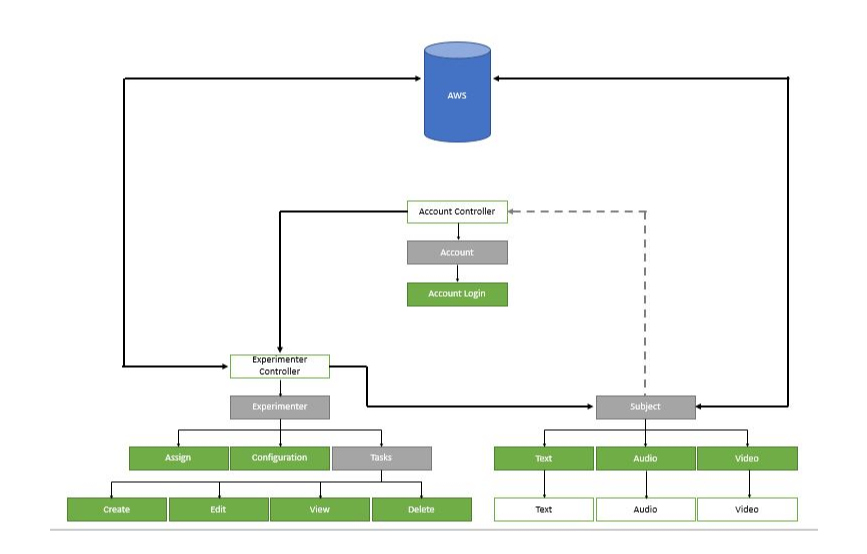 AWS
Account Controller
Account
Account Login
Experimenter
Controller
Experimenter
Subject
Assign
Configuration
Tasks
Text
Audio
Video
Create
Edit
View
Delete
Text
Audio
Video